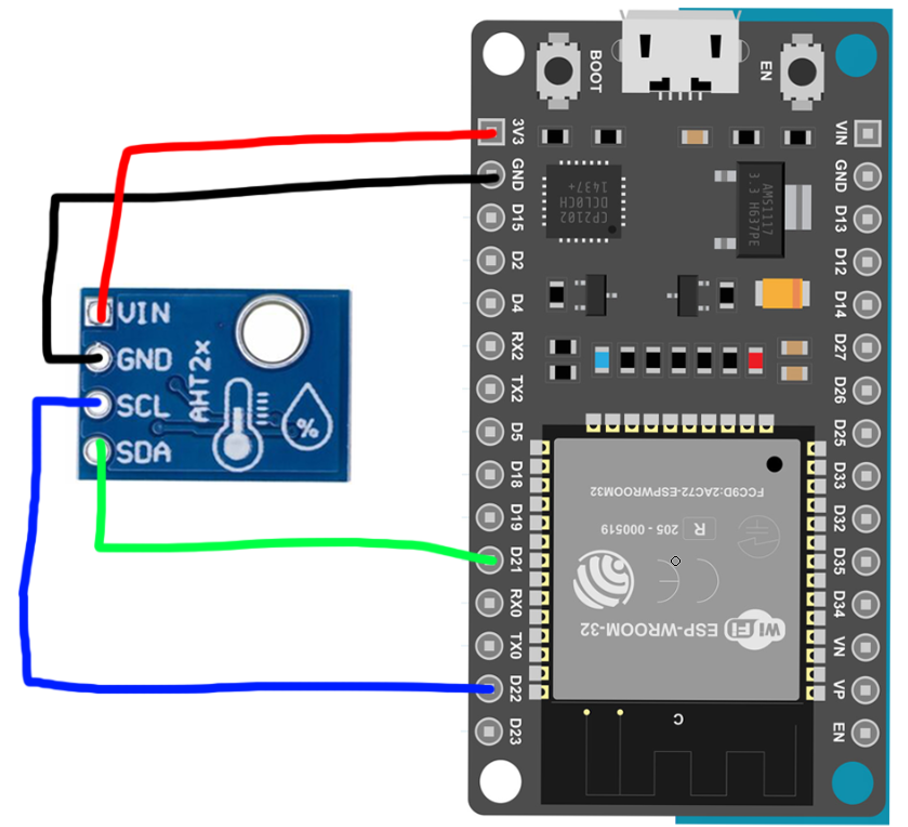 BOOT
EN
3V3
GND
D15
D2
D4
RX2
TX2
D5
D18
D19
D21
RX0
TX0
D22
D23
VIN
GND
D13
D12
D14
D27
D26
D25
D33
D32
D35
D34
VN
VP
EN
CP2102
DCL0CH
1437+
AMS1117
3.3 H637PE
VIN
GND
SCL
SDA
AHT2x
%
FCC9D:2AC72-ESPWROOM32
R
205 - 000519
CE
WiFi
ESP-WROOM-32
C